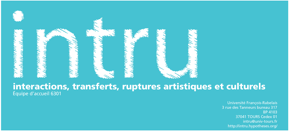 intru
interactions, transferts, ruptures artistiques et culturels
Equipe d'accueil 6301
Université François-Rabelais
3 rue des Tanneurs bureau 277
BP 4103
37041 TOURS Cedex 01
intru@univ-tours.fr
http://intru.hypotheses.org/